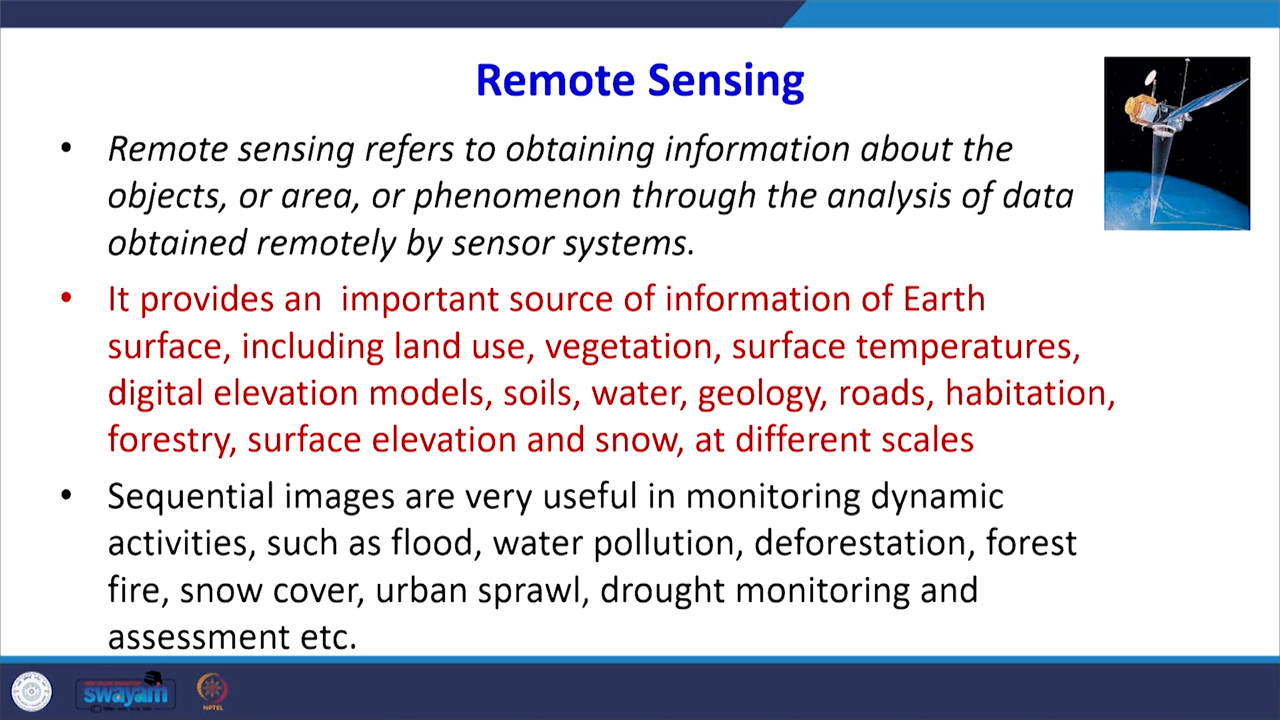 Remote Sensing
• Remote sensing refers to obtaining information about the
objects, or area, or phenomenon through the analysis of data
obtained remotely by sensor systems.
• It provides an  important source of information of Earth
surface, including land use, vegetation, surface temperatures,
digital elevation models, soils, water, geology, roads, habitation,
forestry, surface elevation and snow, at different scales
• Sequential images are very useful in monitoring dynamic
activities, such as flood, water pollution, deforestation, forest
fire, snow cover, urban sprawl, drought monitoring and
assessment etc.
swayam
NPTEL